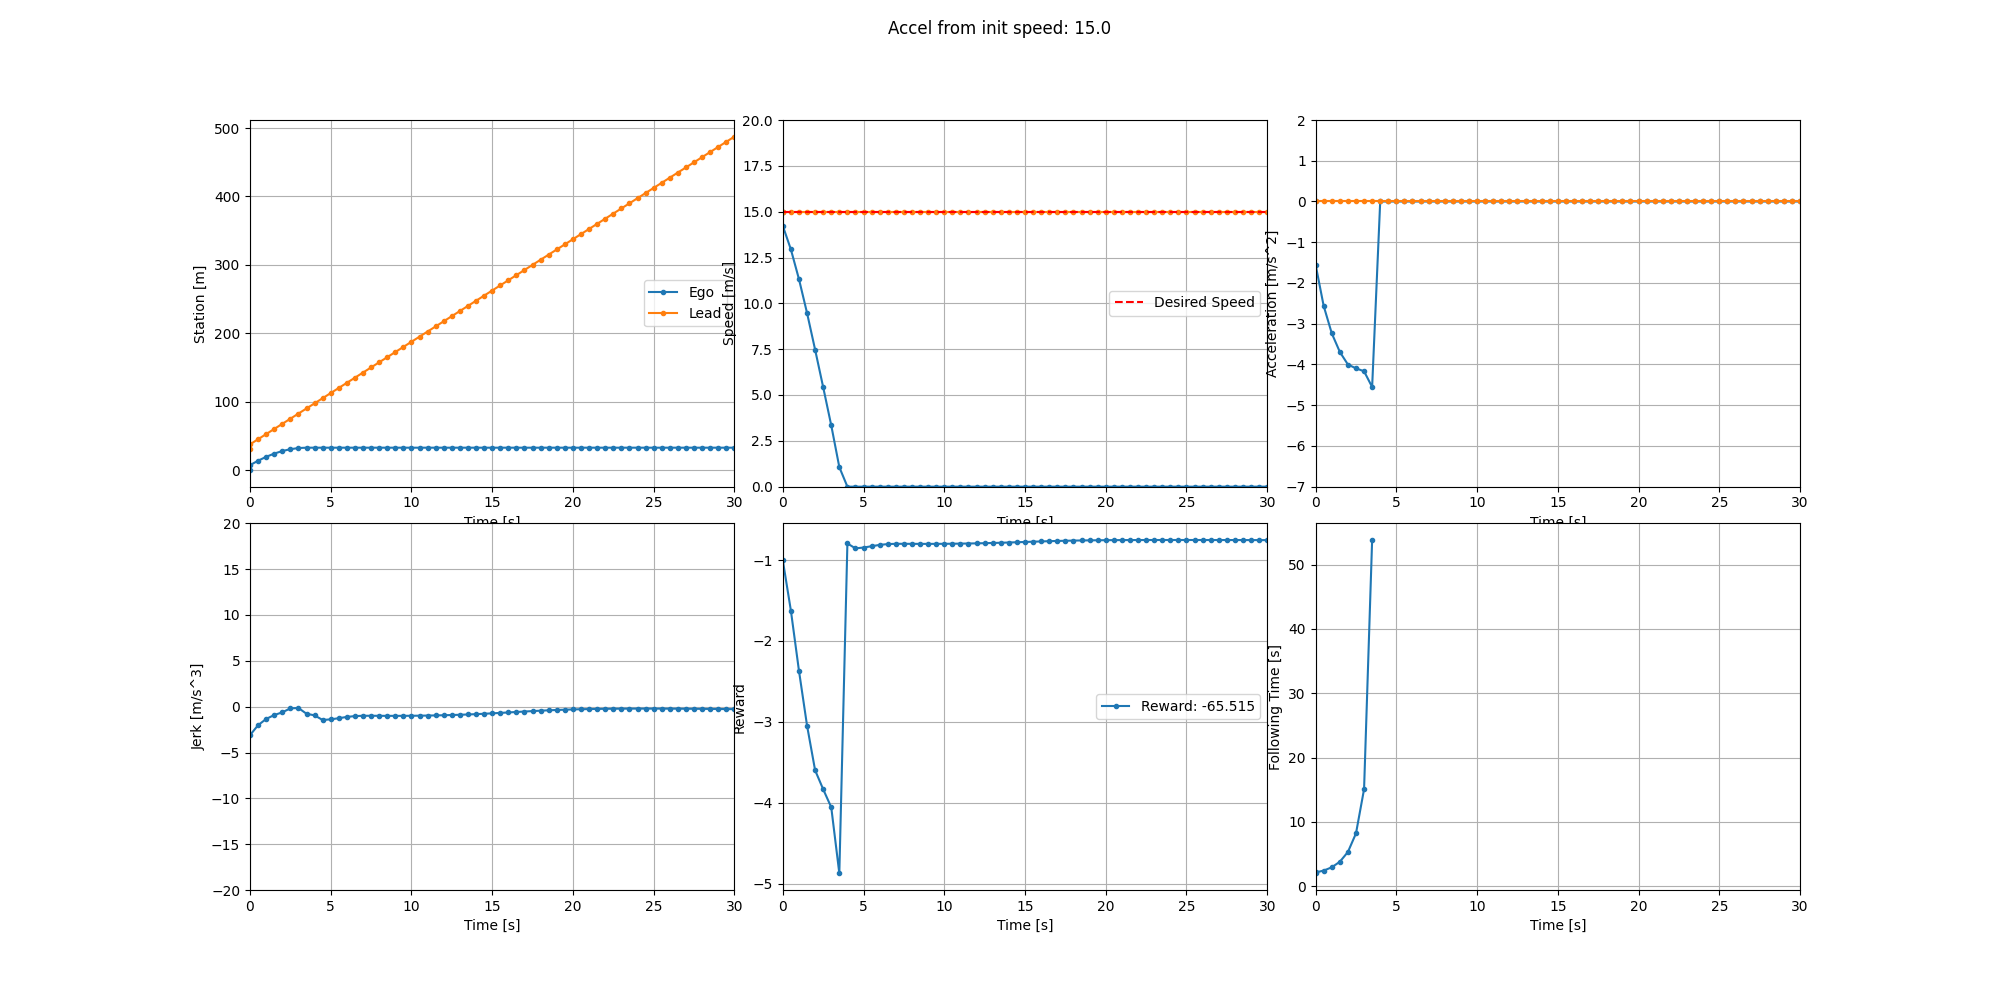 Accel from init speed: 15.0
500
400
300
200
100
0
Station [m]
0 5 10 15 20 25 30
Time [s]
Ego
Lead
20.0
17.5
15.0
12.5
10.0
7.5
5.0
2.5
0.0
Speed [m/s]
0 5 10 15 20 25 30
Time [s]
Desired Speed
2
1
0
−1
−2
−3
−4
−5
−6
−7
Acceleration [m/s^2]
0 5 10 15 20 25 30
Time [s]
20
15
10
5
0
−5
−10
−15
−20
Jerk [m/s^3]
0 5 10 15 20 25 30
Time [s]
−1
−2
−3
−4
−5
Reward
0 5 10 15 20 25 30
Time [s]
Reward: -65.515
50
40
30
20
10
0
Following Time [s]
0 5 10 15 20 25 30
Time [s]